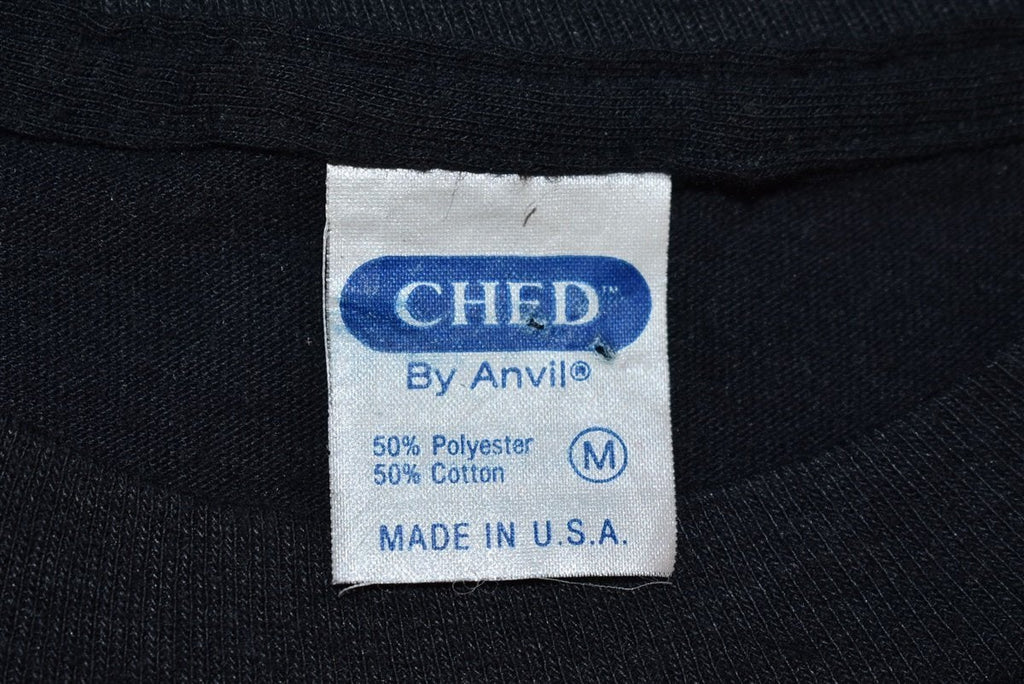 CHED™
By Anvil®
50% Polyester
50% Cotton
M
MADE IN U.S.A.